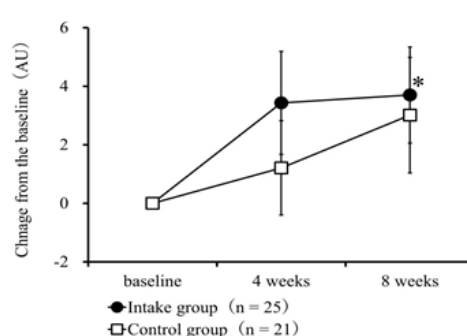 Chnage from the baseline（AU）
6
4
2
0
-2
*
baseline 4 weeks 8 weeks
Intake group（n = 25）
Control group（n = 21）